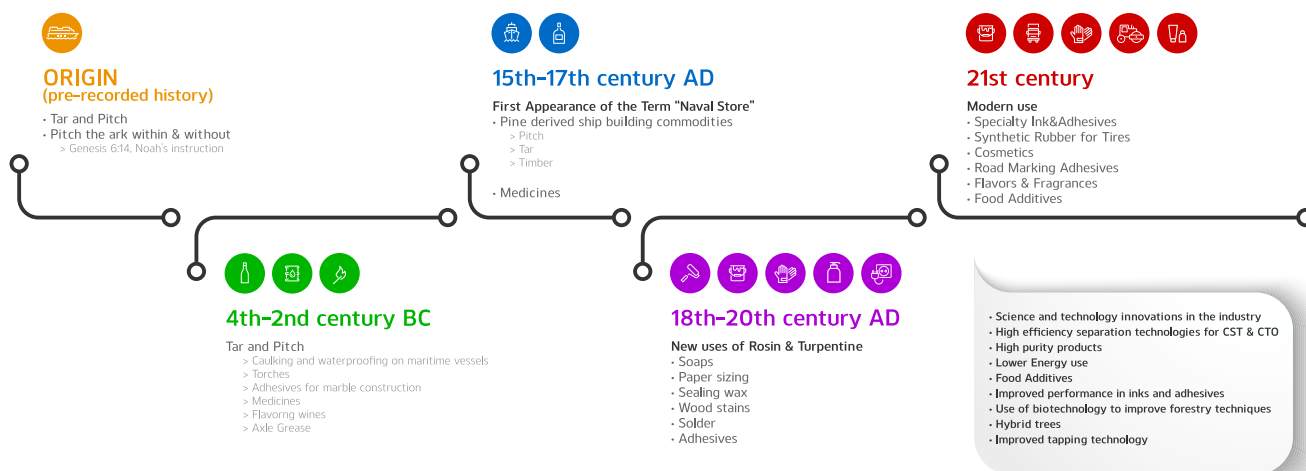 ORIGIN
(pre-recorded history)
• Tar and Pitch
• Pitch the ark within & without
> Genesis 6:14, Noah's instruction
4th–2nd century BC
Tar and Pitch
> Caulking and waterproofing on maritime vessels
> Torches
> Adhesives for marble construction
> Medicines
> Flavorng wines
> Axle Grease
15th–17th century AD
First Appearance of the Term "Naval Store"
• Pine derived ship building commodities
> Pitch
> Tar
> Timber
• Medicines
18th–20th century AD
New uses of Rosin & Turpentine
• Soaps
• Paper sizing
• Sealing wax
• Wood stains
• Solder
• Adhesives
21st century
Modern use
• Specialty Ink&Adhesives
• Synthetic Rubber for Tires
• Cosmetics
• Road Marking Adhesives
• Flavors & Fragrances
• Food Additives
• Science and technology innovations in the industry
• High efficiency separation technologies for CST & CTO
• High purity products
• Lower Energy use
• Food Additives
• Improved performance in inks and adhesives
• Use of biotechnology to improve forestry techniques
• Hybrid trees
• Improved tapping technology